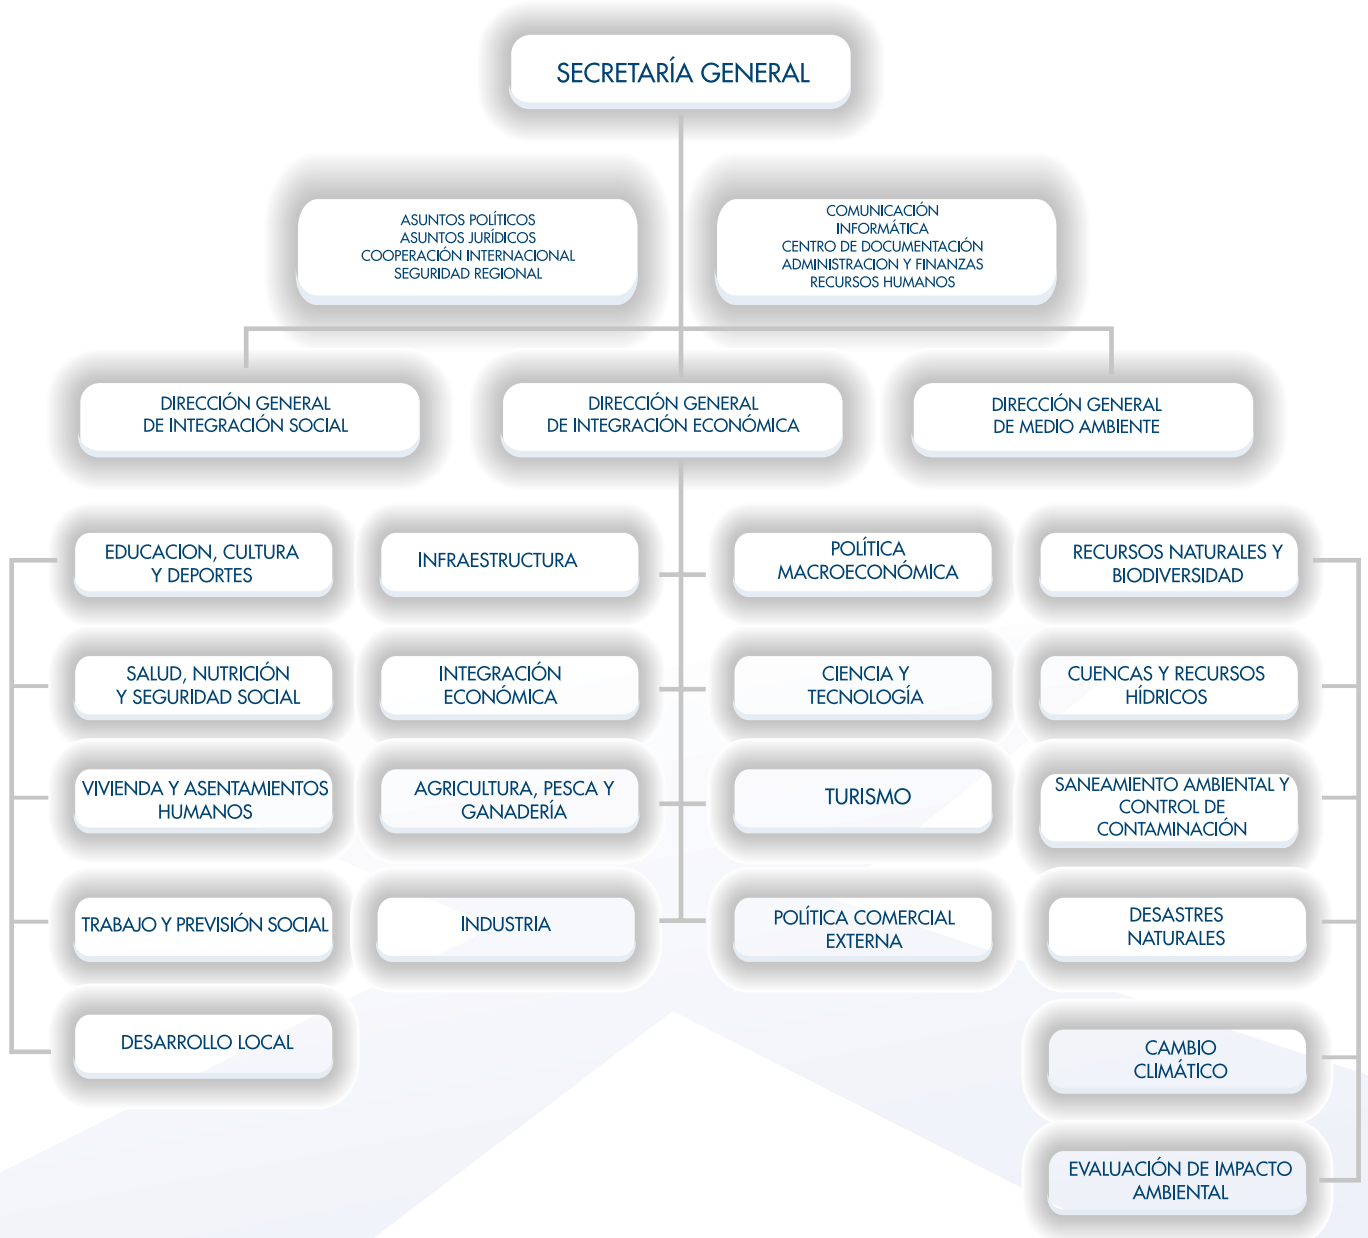 SECRETARÍA GENERAL
ASUNTOS POLÍTICOS
ASUNTOS JURÍDICOS
COOPERACIÓN INTERNACIONAL
SEGURIDAD REGIONAL
COMUNICACIÓN
INFORMÁTICA
CENTRO DE DOCUMENTACIÓN
ADMINISTRACION Y FINANZAS
RECURSOS HUMANOS
DIRECCIÓN GENERAL
DE INTEGRACIÓN SOCIAL
DIRECCIÓN GENERAL
DE INTEGRACIÓN ECONÓMICA
DIRECCIÓN GENERAL
DE MEDIO AMBIENTE
EDUCACION, CULTURA
Y DEPORTES
INFRAESTRUCTURA
POLÍTICA
MACROECONÓMICA
RECURSOS NATURALES Y
BIODIVERSIDAD
SALUD, NUTRICIÓN
Y SEGURIDAD SOCIAL
INTEGRACIÓN
ECONÓMICA
CIENCIA Y
TECNOLOGÍA
CUENCAS Y RECURSOS
HÍDRICOS
VIVIENDA Y ASENTAMIENTOS
HUMANOS
AGRICULTURA, PESCA Y
GANADERÍA
TURISMO
SANEAMIENTO AMBIENTAL Y
CONTROL DE
CONTAMINACIÓN
TRABAJO Y PREVISIÓN SOCIAL
INDUSTRIA
POLÍTICA COMERCIAL
EXTERNA
DESASTRES
NATURALES
DESARROLLO LOCAL
CAMBIO
CLIMÁTICO
EVALUACIÓN DE IMPACTO
AMBIENTAL